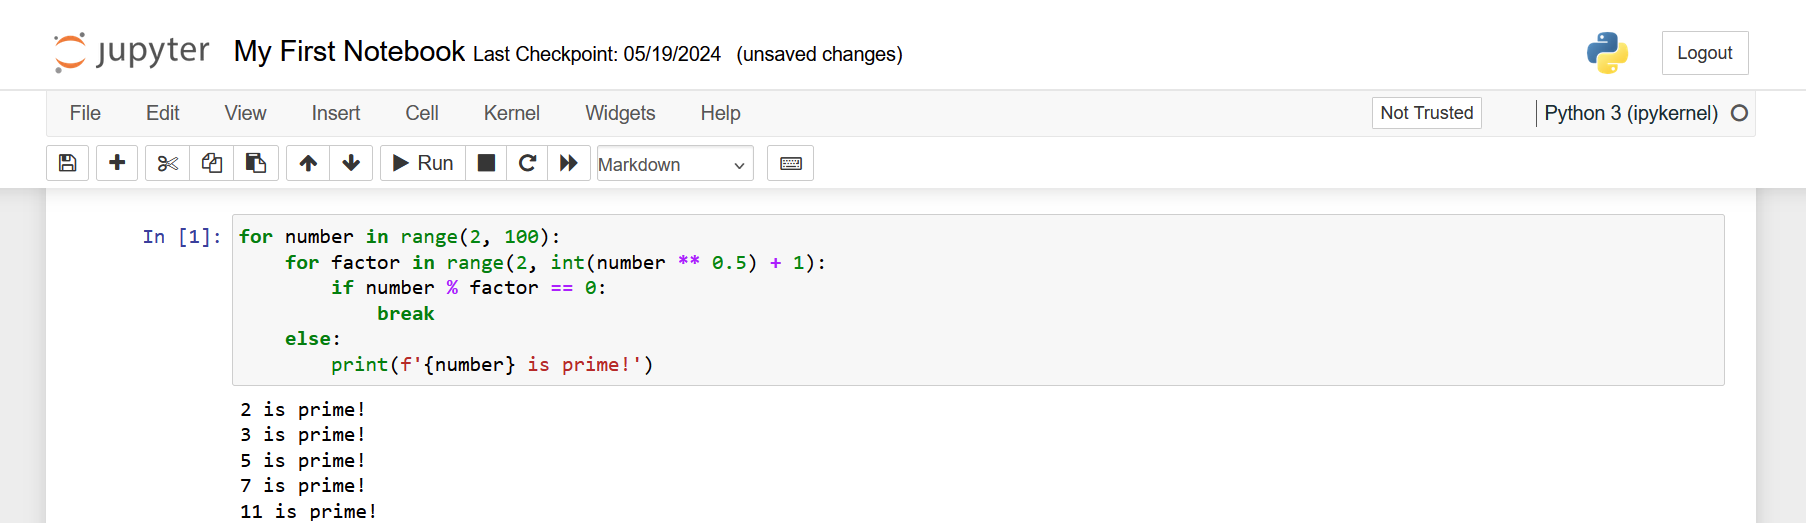 jupyter My First Notebook Last Checkpoint: 05/19/2024 (unsaved changes) Logout
File Edit View Insert Cell Kernel Widgets Help Not Trusted Python 3 (ipykernel)
Run Markdown
In [1]: for number in range(2, 100):
    for factor in range(2, int(number ** 0.5) + 1):
        if number % factor == 0:
            break
    else:
        print(f'{number} is prime!')
2 is prime!
3 is prime!
5 is prime!
7 is prime!
11 is prime!